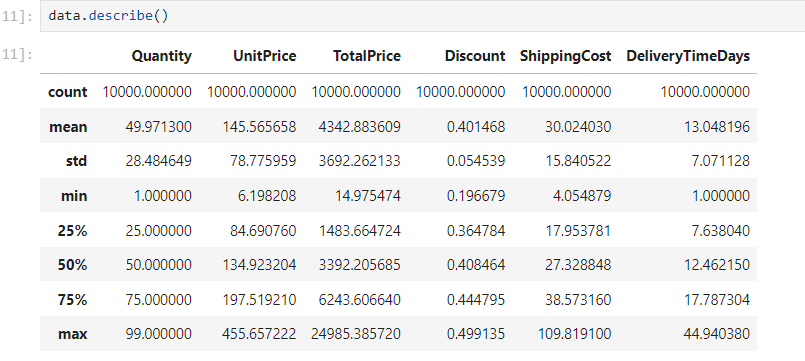 11]: data.describe()
11]: Quantity UnitPrice TotalPrice Discount ShippingCost DeliveryTimeDays
count 10000.000000 10000.000000 10000.000000 10000.000000 10000.000000 10000.000000
mean 49.971300 145.565658 4342.883609 0.401468 30.024030 13.048196
std 28.484649 78.775959 3692.262133 0.054539 15.840522 7.071128
min 1.000000 6.198208 14.975474 0.196679 4.054879 1.000000
25% 25.000000 84.690760 1483.664724 0.364784 17.953781 7.638040
50% 50.000000 134.923204 3392.205685 0.408464 27.328848 12.462150
75% 75.000000 197.519210 6243.606640 0.444795 38.573160 17.787304
max 99.000000 455.657222 24985.385720 0.499135 109.819100 44.940380